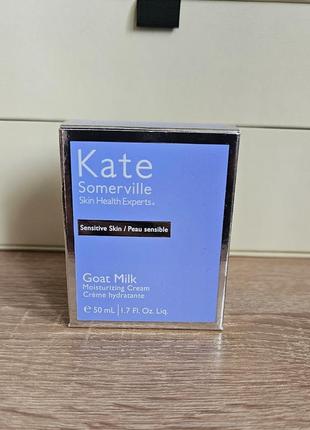 Kate
Somerville
Skin Health Experts®
Sensitive Skin / Peau sensible
Goat Milk
Moisturizing Cream
Crème hydratante
℮ 50 mL | 1.7 Fl. Oz. Liq.